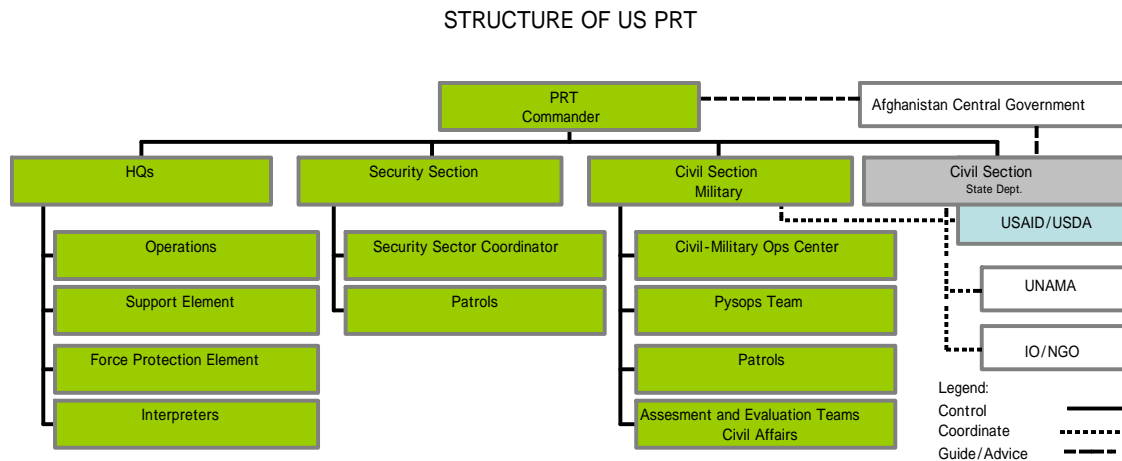 STRUCTURE OF US PRT
PRT
Commander
Afghanistan Central Government
HQs
Security Section
Civil Section
Military
Civil Section
State Dept.
USAID/USDA
Operations
Support Element
Force Protection Element
Interpreters
Security Sector Coordinator
Patrols
Civil-Military Ops Center
Pysops Team
Patrols
Assesment and Evaluation Teams
Civil Affairs
UNAMA
IO/NGO
Legend:
Control
Coordinate
Guide/Advice